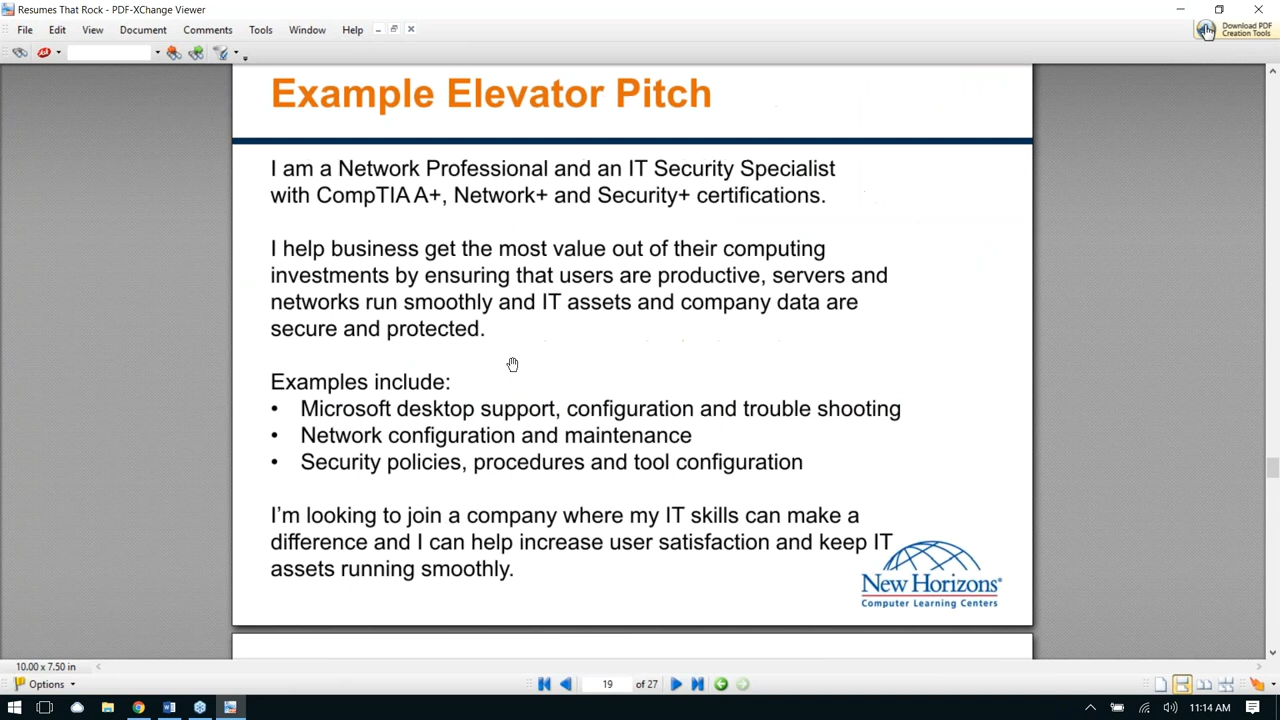 Resumes That Rock - PDF-XChange Viewer
File Edit View Document Comments Tools Window Help
Download PDF
Creation Tools
Example Elevator Pitch
I am a Network Professional and an IT Security Specialist
with CompTIA A+, Network+ and Security+ certifications.
I help business get the most value out of their computing
investments by ensuring that users are productive, servers and
networks run smoothly and IT assets and company data are
secure and protected.
Examples include:
• Microsoft desktop support, configuration and trouble shooting
• Network configuration and maintenance
• Security policies, procedures and tool configuration
I'm looking to join a company where my IT skills can make a
difference and I can help increase user satisfaction and keep IT
assets running smoothly.
New Horizons®
Computer Learning Centers
10.00 x 7.50 in
Options
19 of 27
11:14 AM